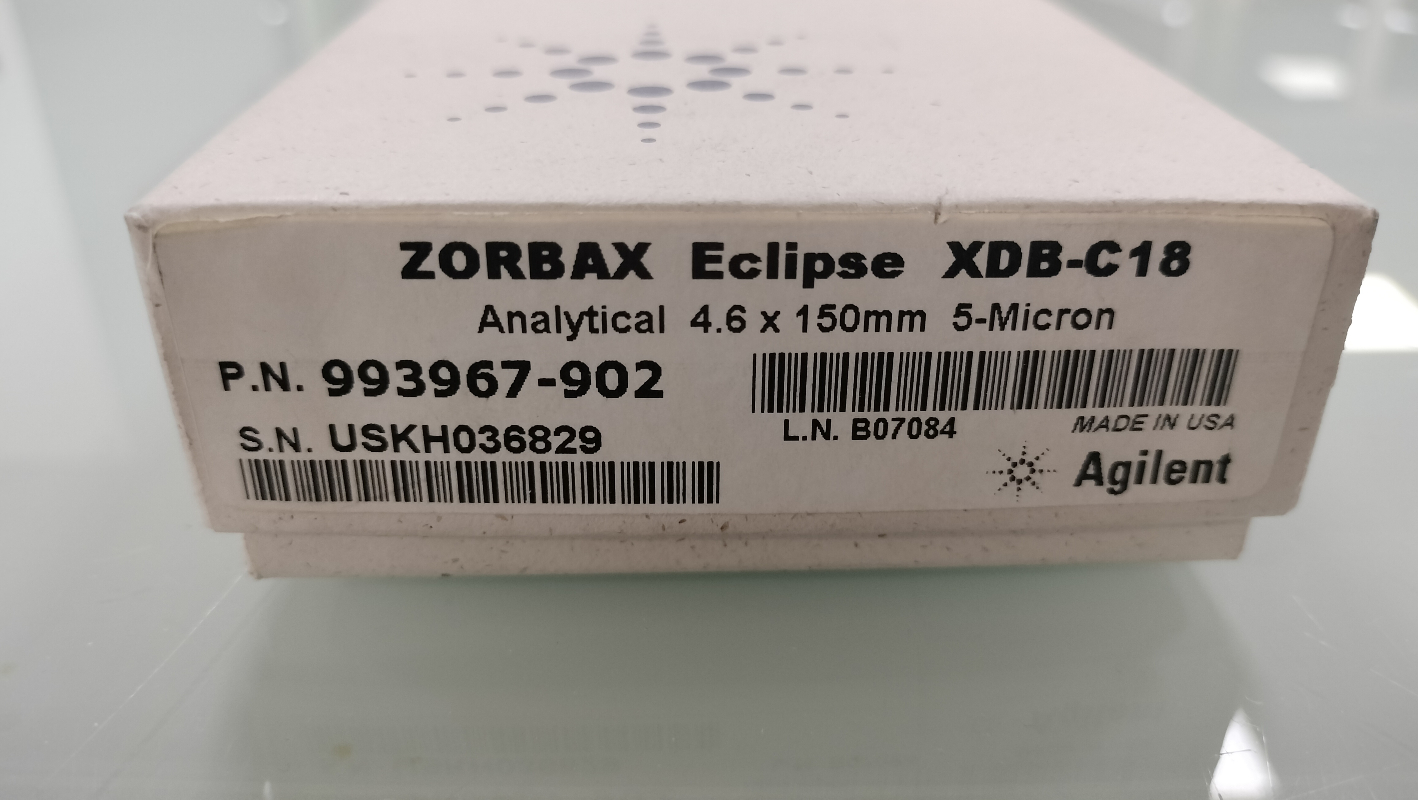 ZORBAX Eclipse XDB-C18
Analytical 4.6 x 150mm 5-Micron
P.N. 993967-902
L.N. B07084 MADE IN USA
S.N. USKH036829
Agilent